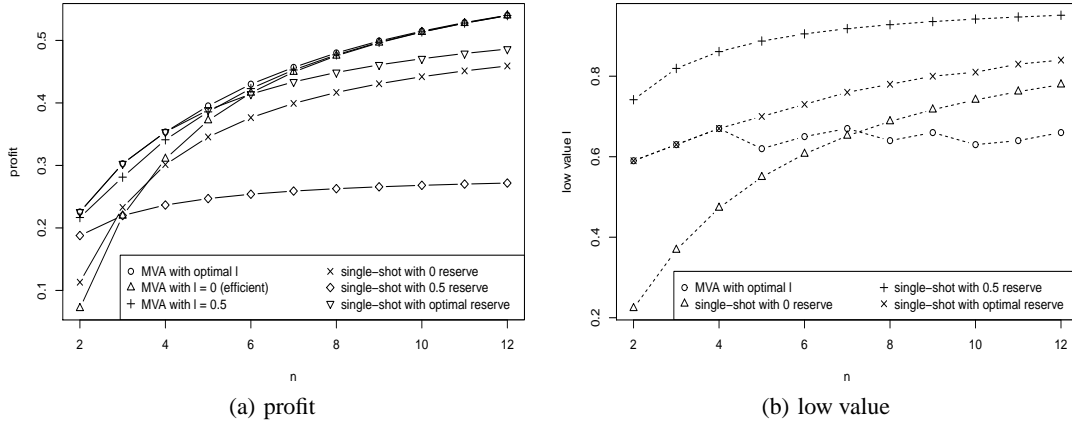 profit
0.5
0.4
0.3
0.2
0.1
MVA with optimal l
MVA with l = 0 (efficient)
MVA with l = 0.5
single−shot with 0 reserve
single−shot with 0.5 reserve
single−shot with optimal reserve
2 4 6 8 10 12
n
(a) profit
low value l
0.8
0.6
0.4
0.2
MVA with optimal l
single−shot with 0 reserve
single−shot with 0.5 reserve
single−shot with optimal reserve
2 4 6 8 10 12
n
(b) low value